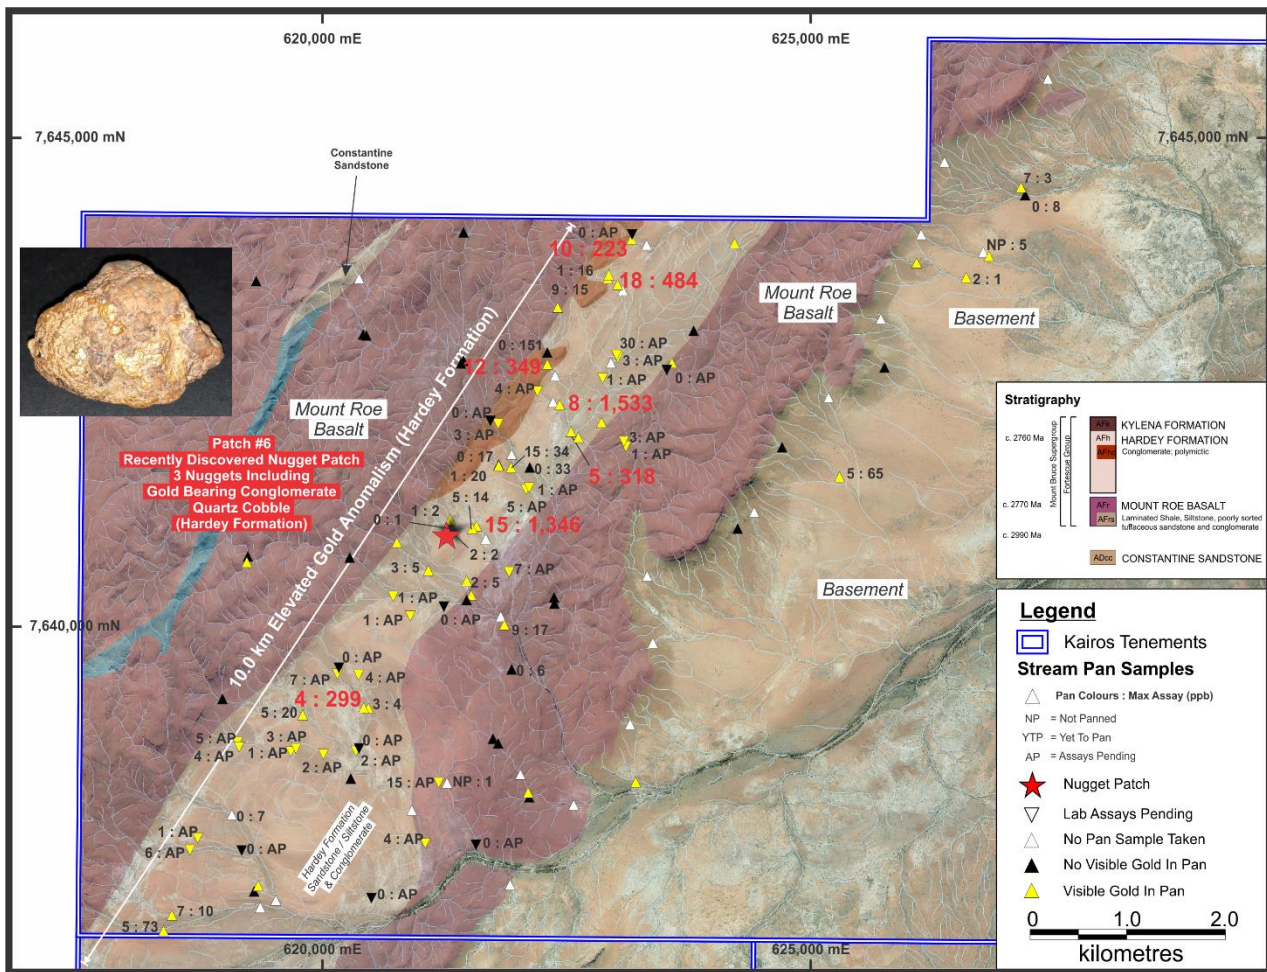 620,000 mE
625,000 mE
7,645,000 mN
7,645,000 mN
Constantine
Sandstone
7 : 3
0 : 8
NP : 5
2 : 1
0 : AP
10 : 223
1 : 16
18 : 484
9 : 15
Mount Roe
Basalt
Basement
0 : 151
30 : AP
3 : AP
12 : 349
1 : AP
0 : AP
4 : AP
8 : 1,533
Mount Roe
Basalt
0 : AP
3 : AP
3 : AP
1 : AP
0 : 17
15 : 34
0 : 33
1 : 20
5 : 318
1 : AP
5 : 14
5 : AP
1 : 2
0 : 1
15 : 1,346
2 : 2
5 : 65
Patch #6
Recently Discovered Nugget Patch
3 Nuggets Including
Gold Bearing Conglomerate
Quartz Cobble
(Hardey Formation)
10.0 km Elevated Gold Anomalism (Hardey Formation)
3 : 5
7 : AP
2 : 5
1 : AP
1 : AP
0 : AP
9 : 17
Basement
7,640,000 mN
0 : AP
0 : 6
7 : AP
4 : AP
4 : 299
3 : 4
5 : 20
5 : AP
3 : AP
0 : AP
4 : AP
1 : AP
2 : AP
2 : AP
15 : AP
NP : 1
0 : 7
Hardey Formation
Sandstone / Siltstone
& Conglomerate
1 : AP
6 : AP
0 : AP
4 : AP
0 : AP
0 : AP
7 : 10
5 : 73
620,000 mE
625,000 mE
Stratigraphy
c. 2760 Ma
c. 2770 Ma
c. 2990 Ma
Mount Bruce Supergroup
Fortescue Group
AFk
KYLENA FORMATION
AFh
HARDEY FORMATION
AFhc
Conglomerate; polymictic
AFr
MOUNT ROE BASALT
AFrs
Laminated Shale, Siltstone, poorly sorted
tuffaceous sandstone and conglomerate
ADcc
CONSTANTINE SANDSTONE
Legend
Kairos Tenements
Stream Pan Samples
Pan Colours : Max Assay (ppb)
NP = Not Panned
YTP = Yet To Pan
AP = Assays Pending
Nugget Patch
Lab Assays Pending
No Pan Sample Taken
No Visible Gold In Pan
Visible Gold In Pan
0 1.0 2.0
kilometres